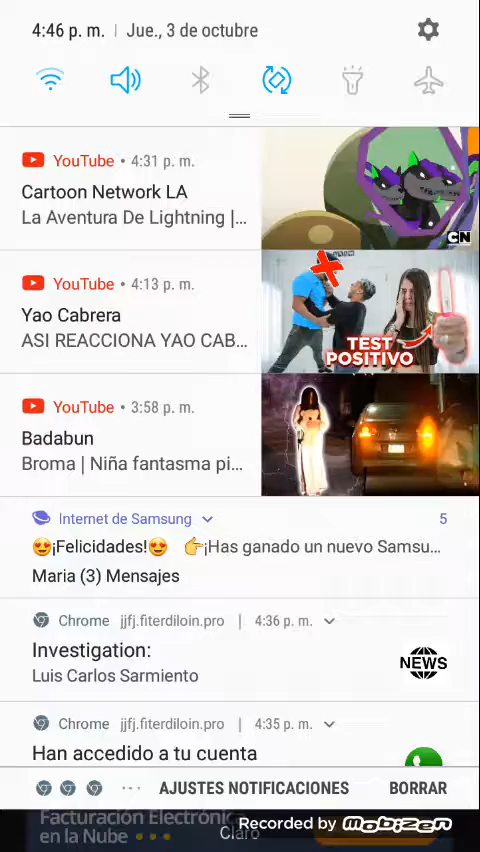 4:46 p. m. | Jue., 3 de octubre
YouTube • 4:31 p. m.
Cartoon Network LA
La Aventura De Lightning |...
CN
YouTube • 4:13 p. m.
Yao Cabrera
ASI REACCIONA YAO CAB...
TEST
POSITIVO
YouTube • 3:58 p. m.
Badabun
Broma | Niña fantasma pi...
Internet de Samsung 5
😍¡Felicidades!😍 👉¡Has ganado un nuevo Samsu...
Maria (3) Mensajes
Chrome jjfj.fiterdiloin.pro | 4:36 p. m.
Investigation:
Luis Carlos Sarmiento
NEWS
Chrome jjfj.fiterdiloin.pro | 4:35 p. m.
Han accedido a tu cuenta
... AJUSTES NOTIFICACIONES BORRAR
Facturación Electrónic
en la Nube
Claro
Recorded by mobizen